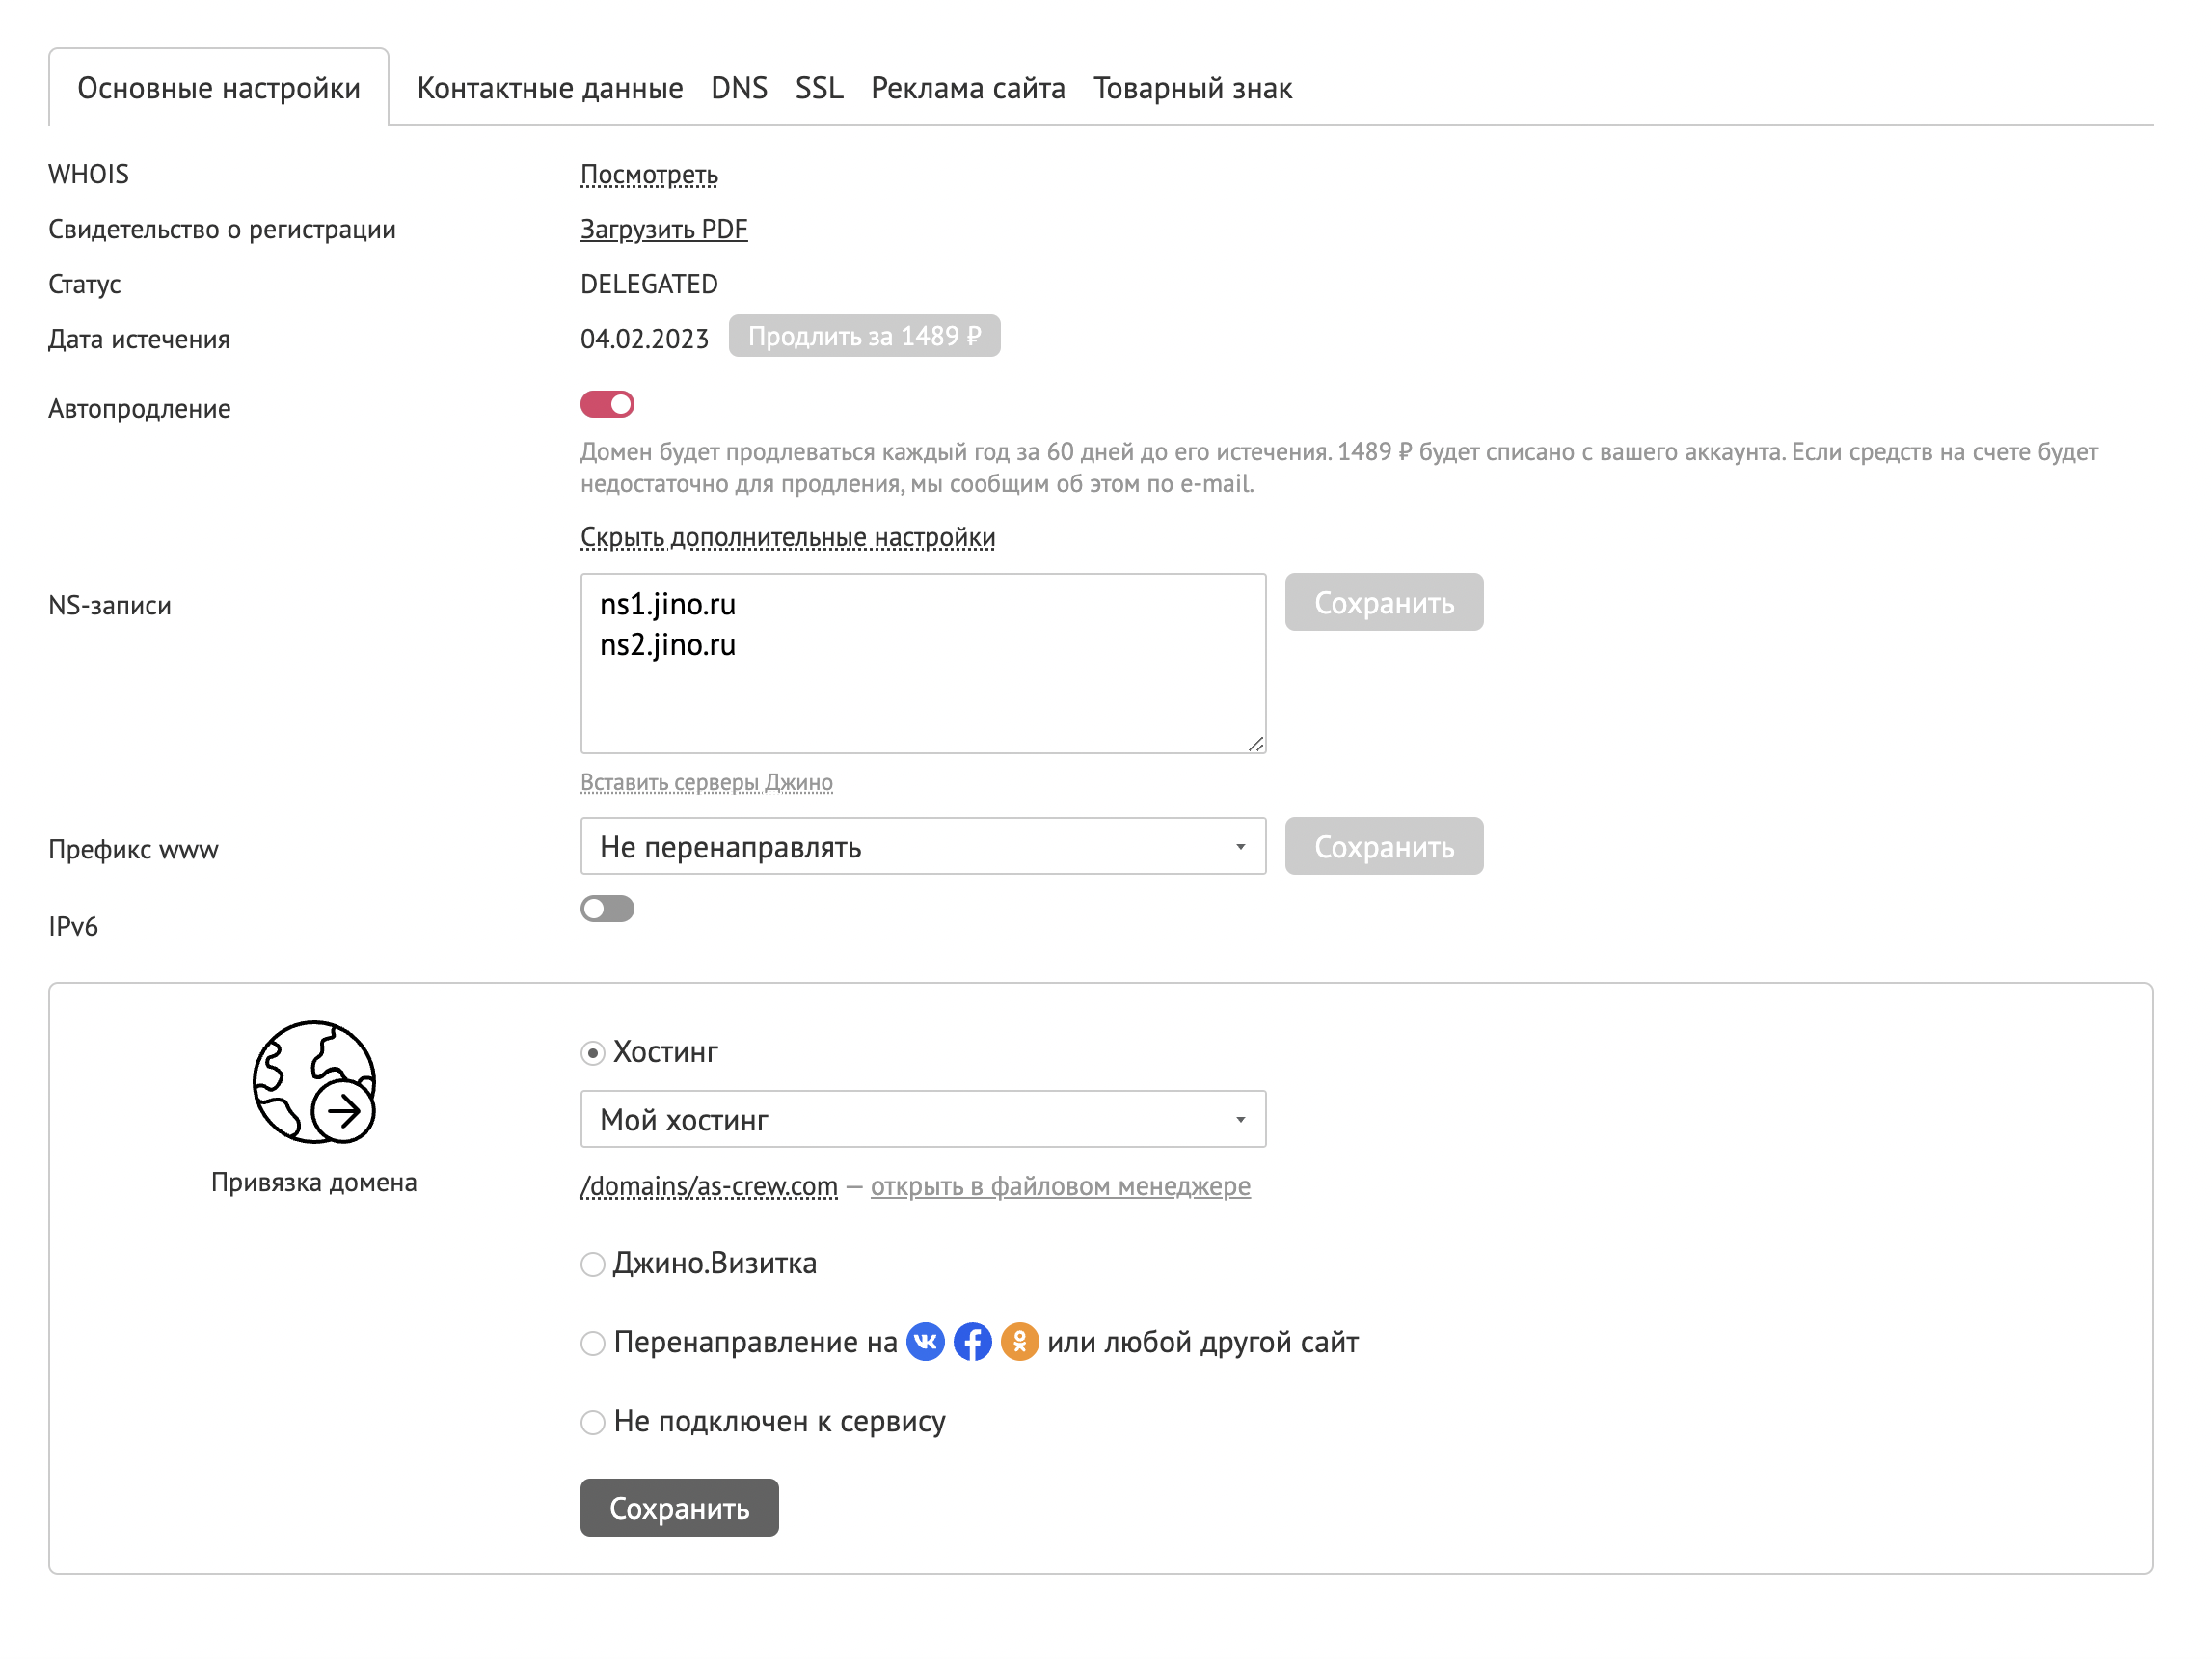 Основные настройки Контактные данные DNS SSL Реклама сайта Товарный знак
WHOIS Посмотреть
Свидетельство о регистрации Загрузить PDF
Статус DELEGATED
Дата истечения 04.02.2023 Продлить за 1489 ₽
Автопродление
Домен будет продлеваться каждый год за 60 дней до его истечения. 1489 ₽ будет списано с вашего аккаунта. Если средств на счете будет
недостаточно для продления, мы сообщим об этом по e-mail.
Скрыть дополнительные настройки
NS-записи ns1.jino.ru Сохранить
ns2.jino.ru
Вставить серверы Джино
Префикс www Не перенаправлять Сохранить
IPv6
Хостинг
Мой хостинг
Привязка домена /domains/as-crew.com — открыть в файловом менеджере
Джино.Визитка
Перенаправление на или любой другой сайт
Не подключен к сервису
Сохранить